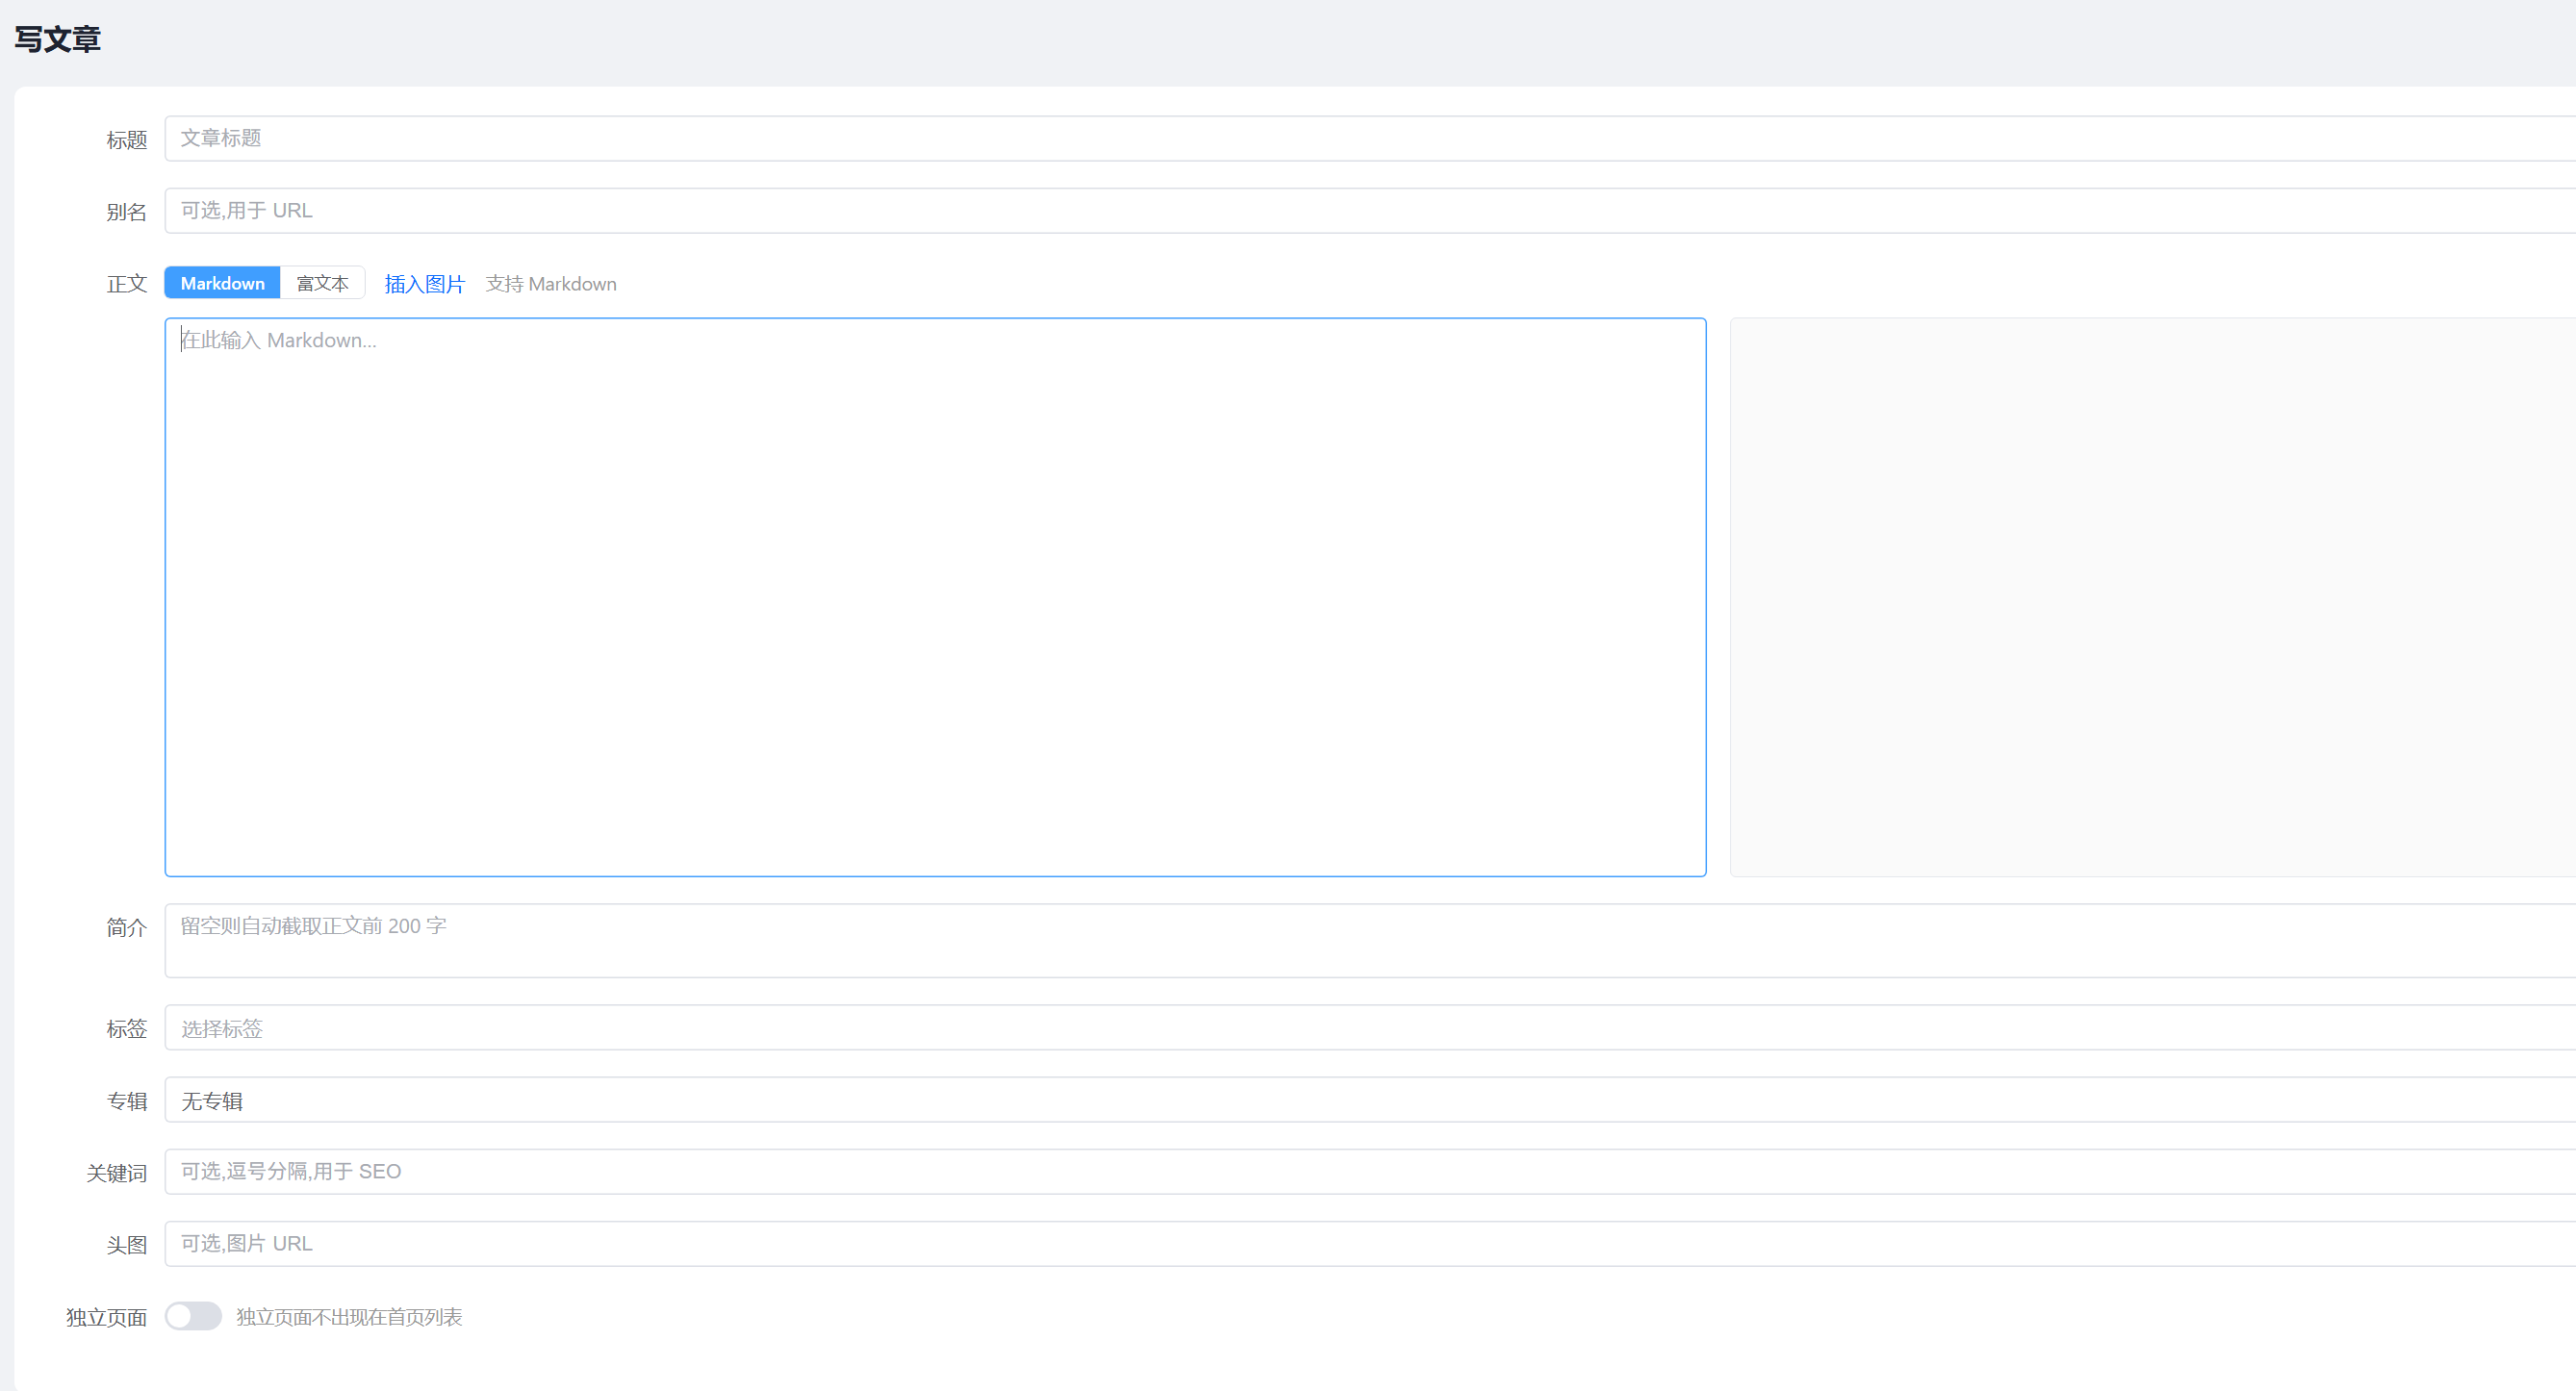 写文章
标题 文章标题
别名 可选,用于 URL
正文 Markdown 富文本 插入图片 支持 Markdown
在此输入 Markdown...
简介 留空则自动截取正文前 200 字
标签 选择标签
专辑 无专辑
关键词 可选,逗号分隔,用于 SEO
头图 可选,图片 URL
独立页面 独立页面不出现在首页列表